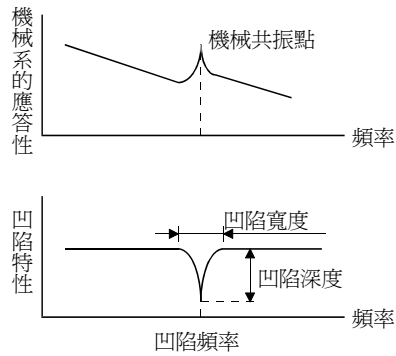 機械系的應答性
機械共振點
頻率
凹陷特性
凹陷寬度
凹陷深度
頻率
凹陷頻率